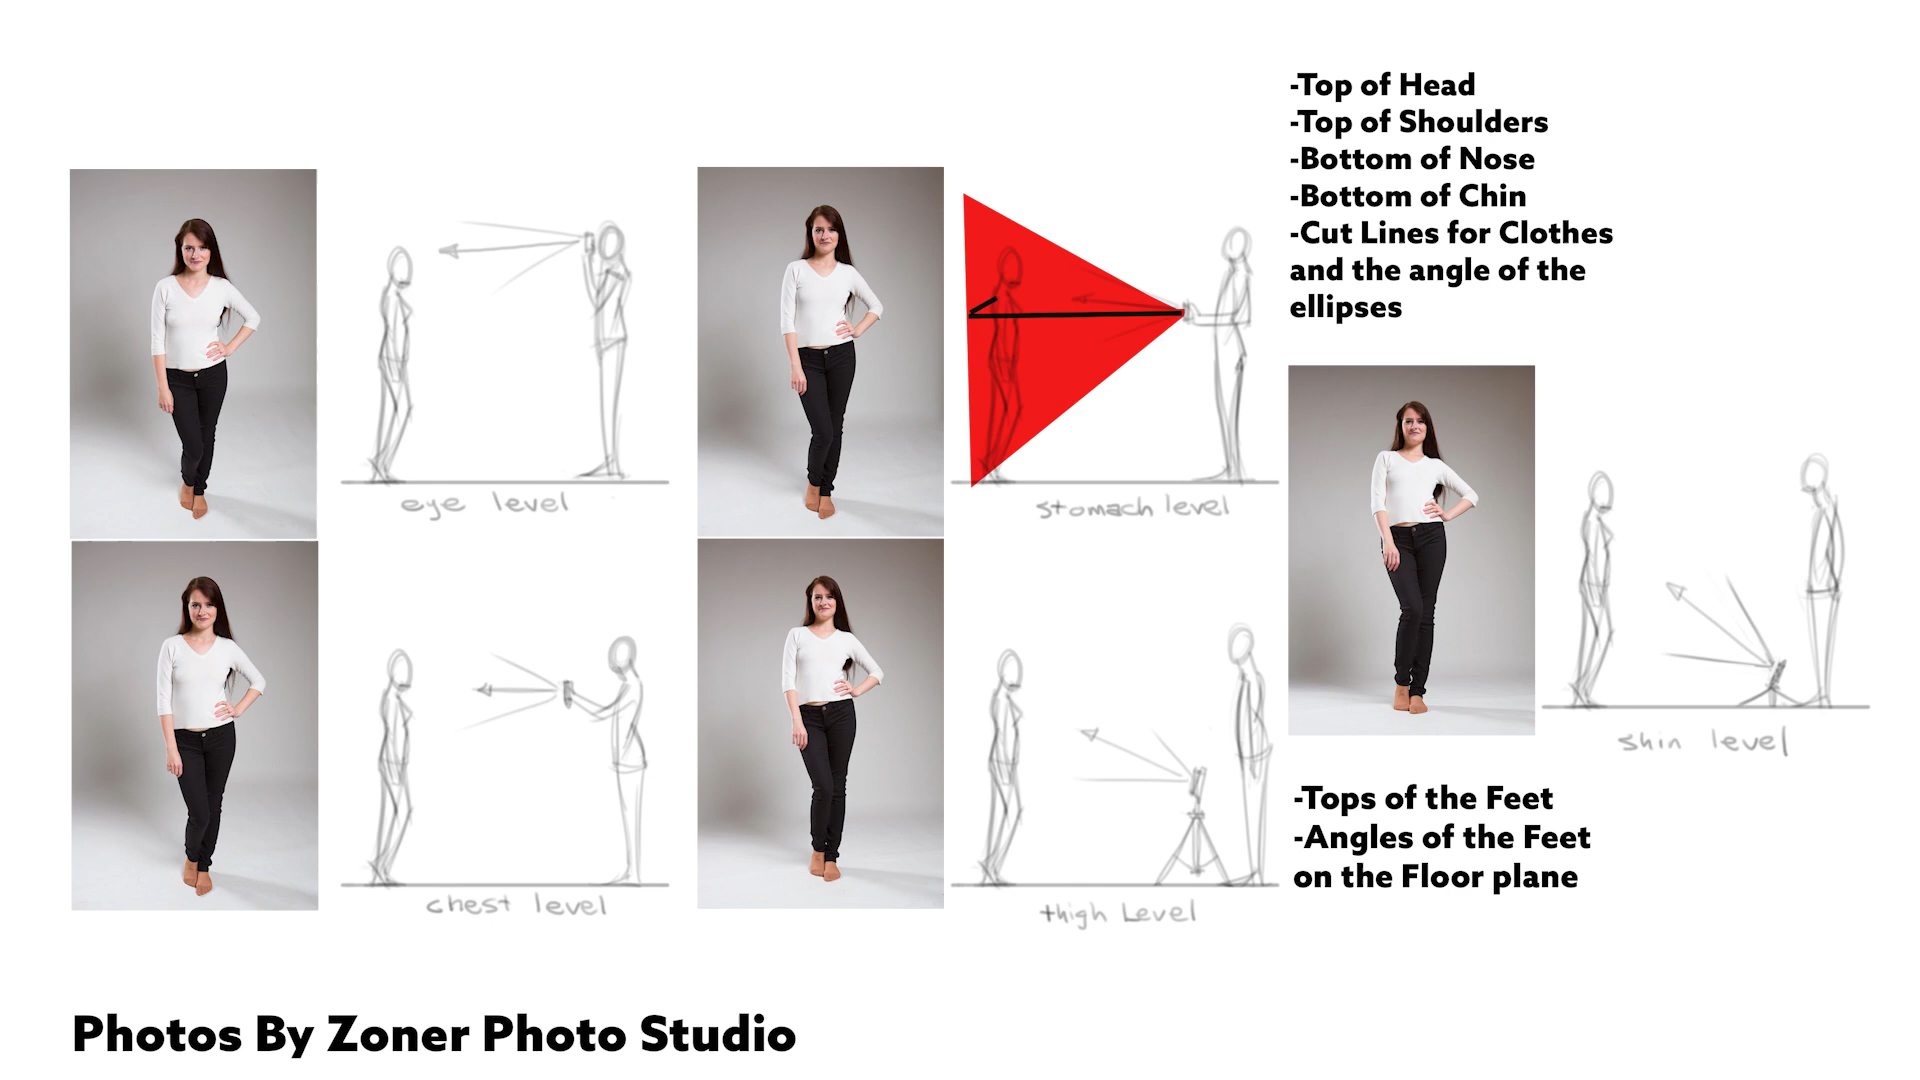 -Top of Head
-Top of Shoulders
-Bottom of Nose
-Bottom of Chin
-Cut Lines for Clothes
and the angle of the
ellipses
eye level
stomach level
shin level
-Tops of the Feet
-Angles of the Feet
on the Floor plane
chest level
thigh Level
Photos By Zoner Photo Studio